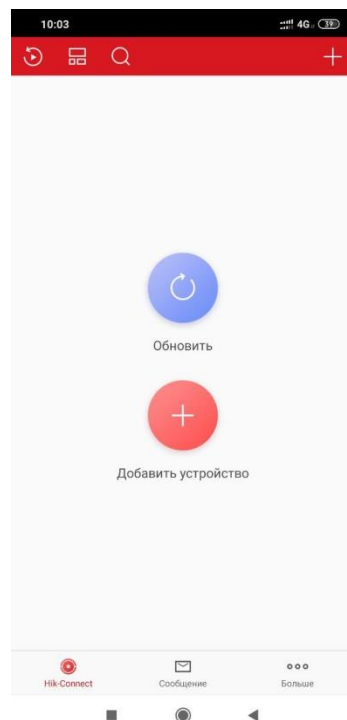 10:03
4G
39
Обновить
Добавить устройство
Hik-Connect
Сообщение
Больше